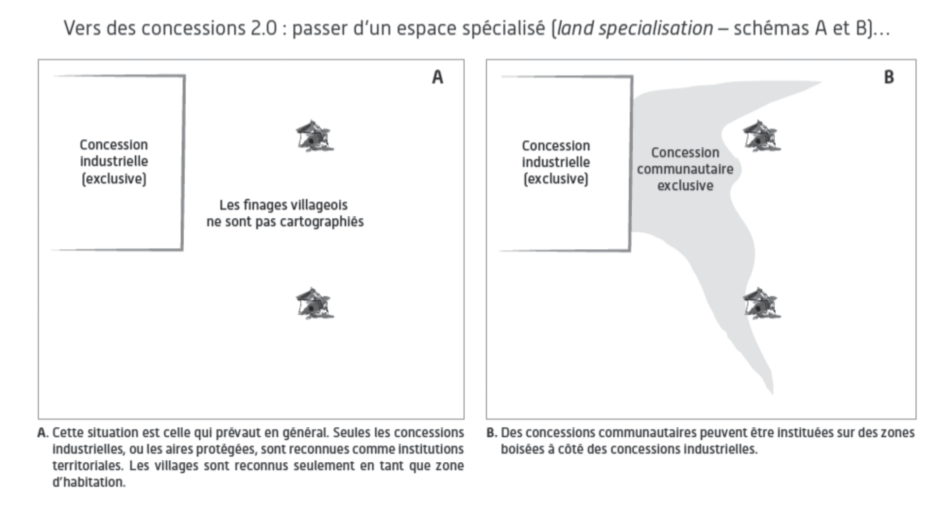 Vers des concessions 2.0 : passer d'un espace spécialisé (land specialisation – schémas A et B)...
A
Concession
industrielle
(exclusive)
Les finages villageois
ne sont pas cartographiés
B
Concession
industrielle
(exclusive)
Concession
communautaire
exclusive
A. Cette situation est celle qui prévaut en général. Seules les concessions
industrielles, ou les aires protégées, sont reconnues comme institutions
territoriales. Les villages sont reconnus seulement en tant que zone
d'habitation.
B. Des concessions communautaires peuvent être instituées sur des zones
boisées à côté des concessions industrielles.